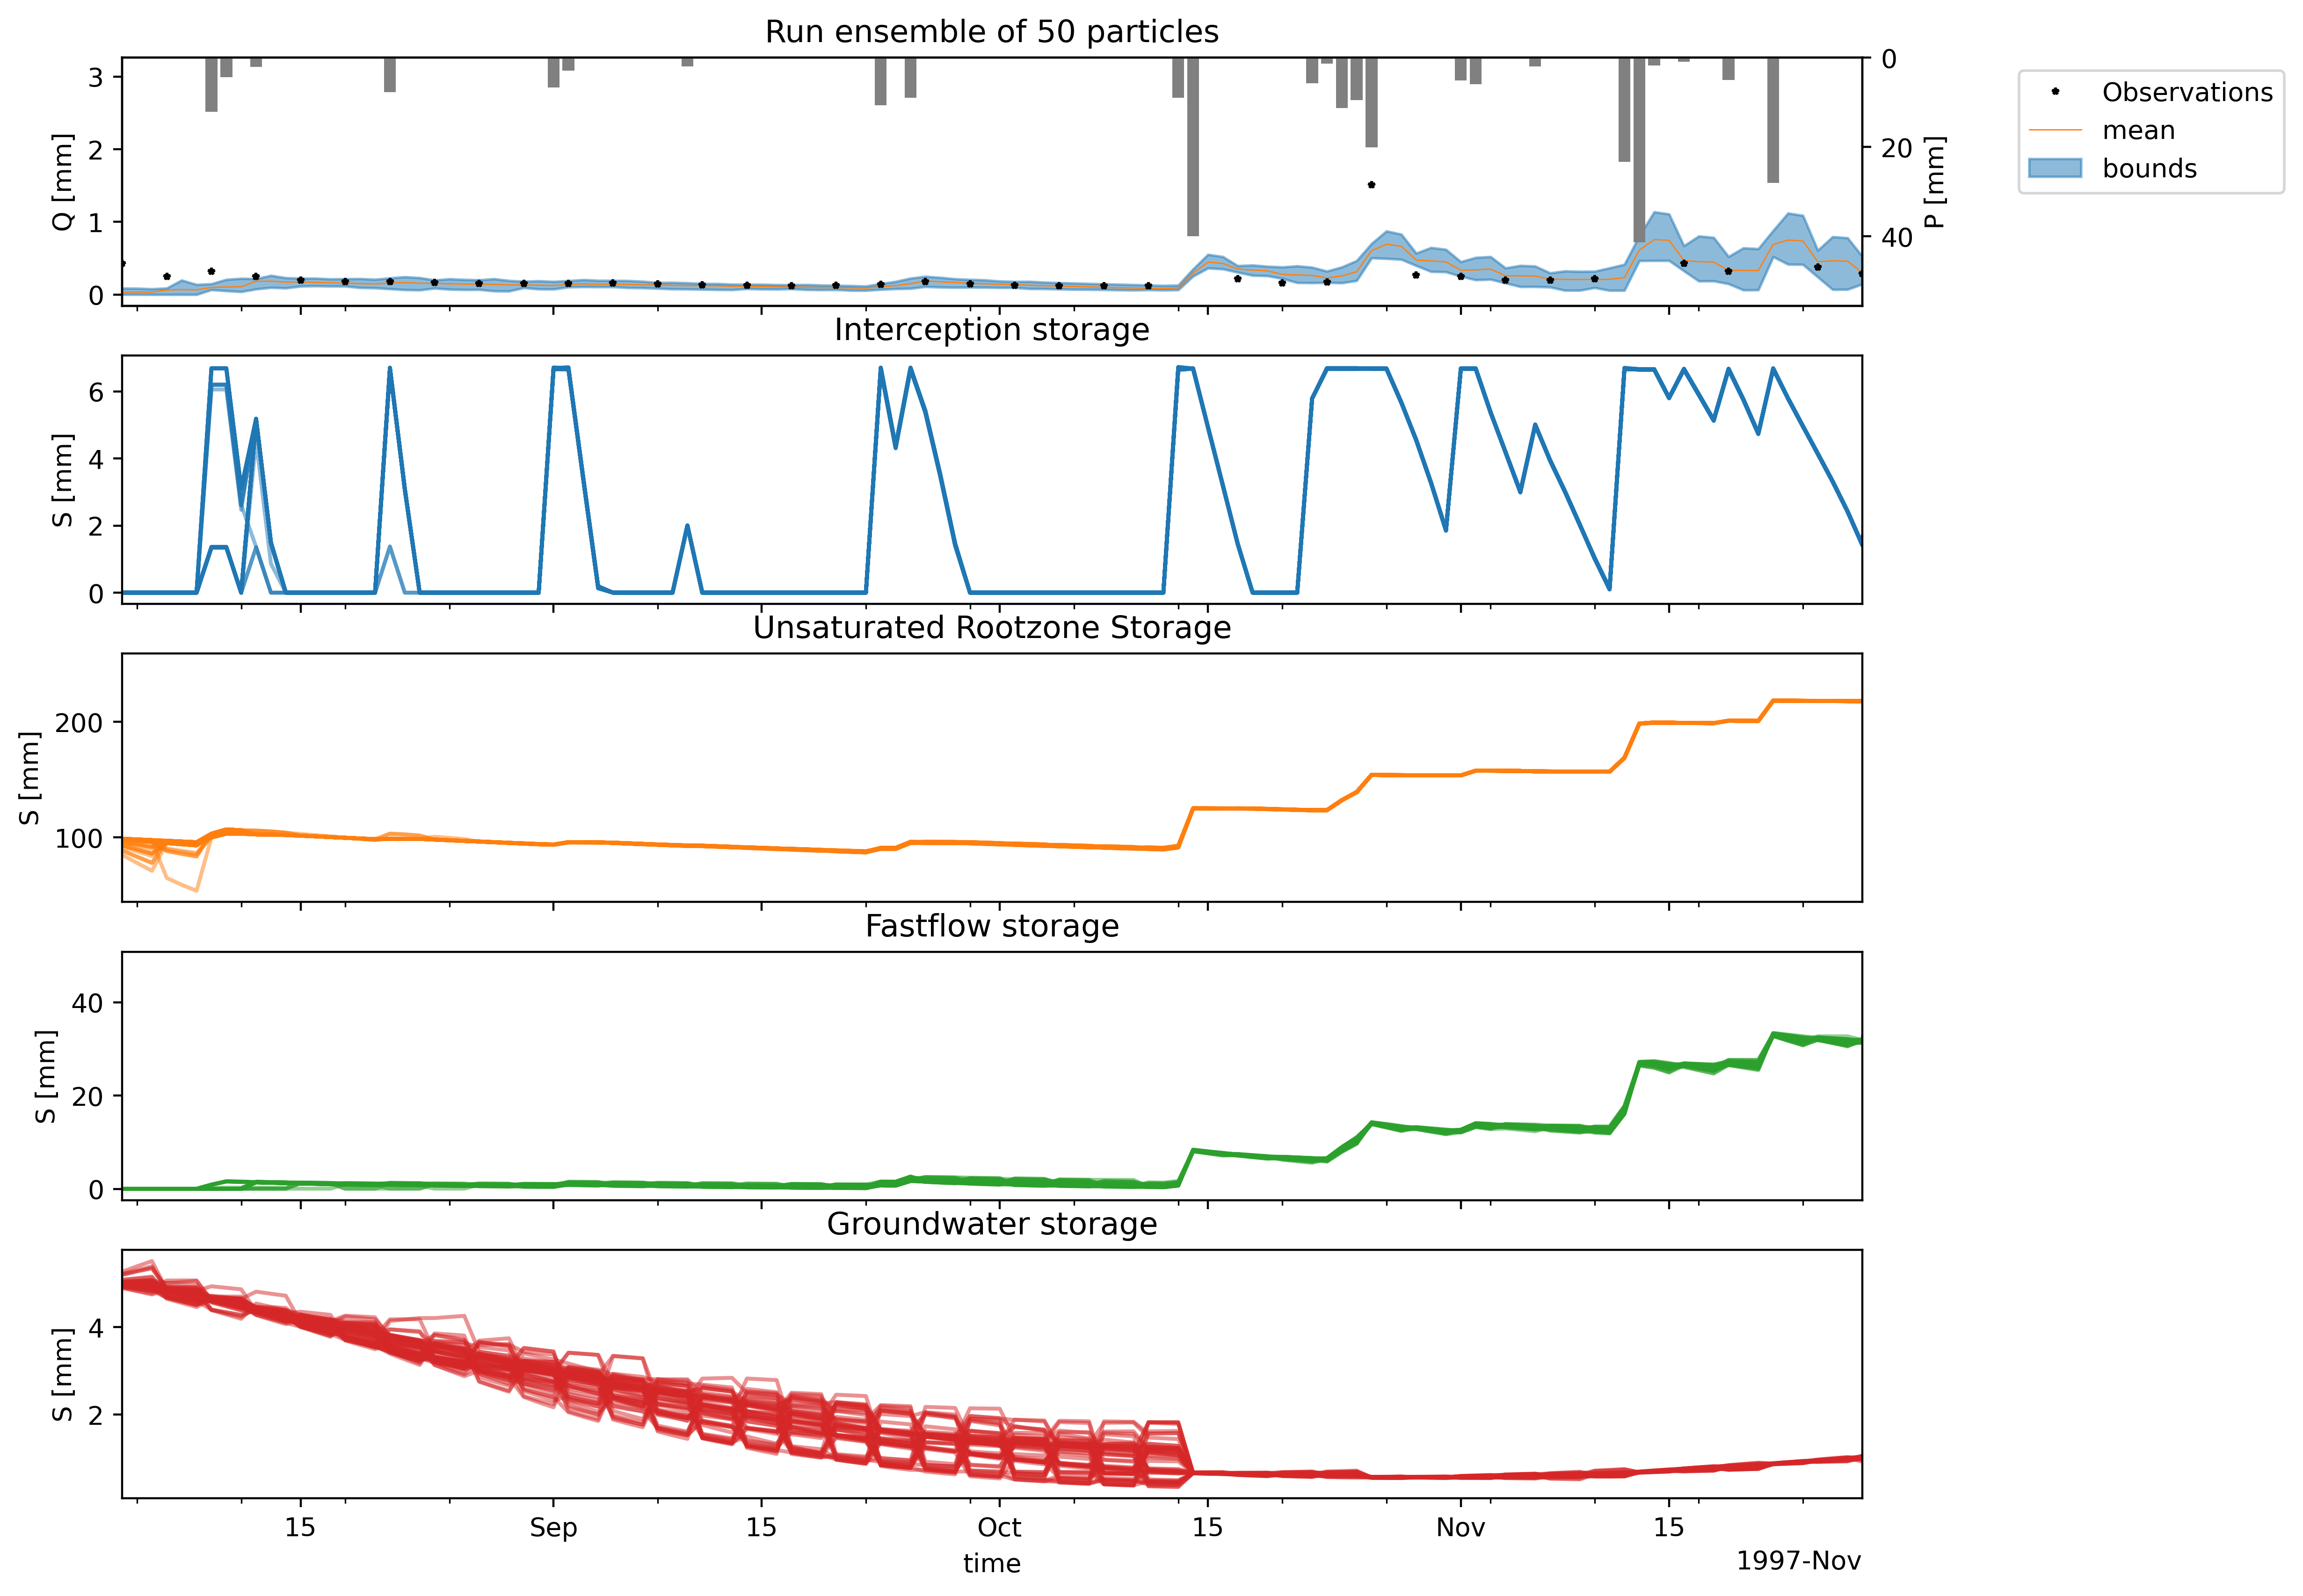 Run ensemble of 50 particles
3
2
1
0
Q [mm]
0
20
40
P [mm]
Observations
mean
bounds
Interception storage
6
4
2
0
S [mm]
Unsaturated Rootzone Storage
200
100
S [mm]
Fastflow storage
40
20
0
S [mm]
Groundwater storage
4
2
S [mm]
15 Sep 15 Oct 15 Nov 15
time
1997-Nov